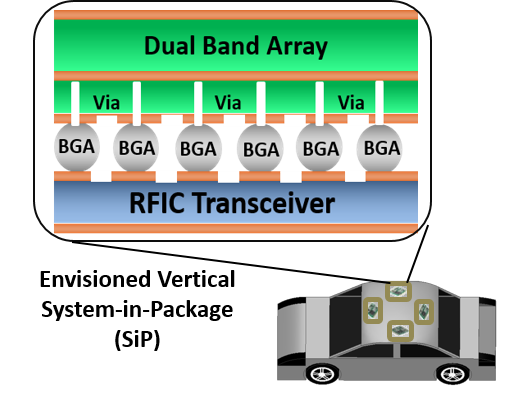 Dual Band Array
Via Via Via
BGA BGA BGA BGA BGA BGA
RFIC Transceiver
Envisioned Vertical
System-in-Package
(SiP)